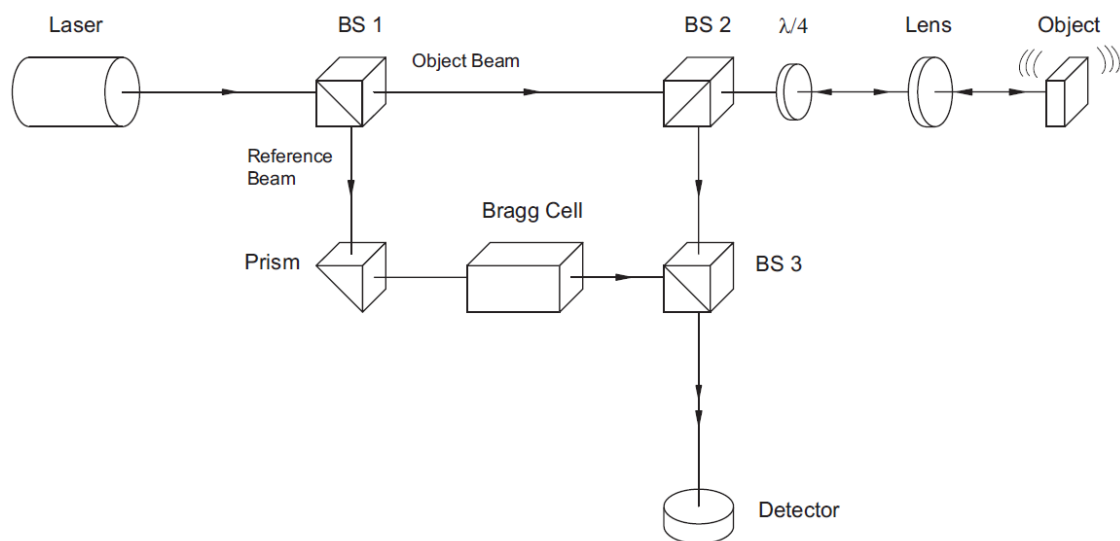 Laser
BS 1
BS 2
λ/4
Lens
Object
Object Beam
Reference
Beam
Bragg Cell
Prism
BS 3
Detector